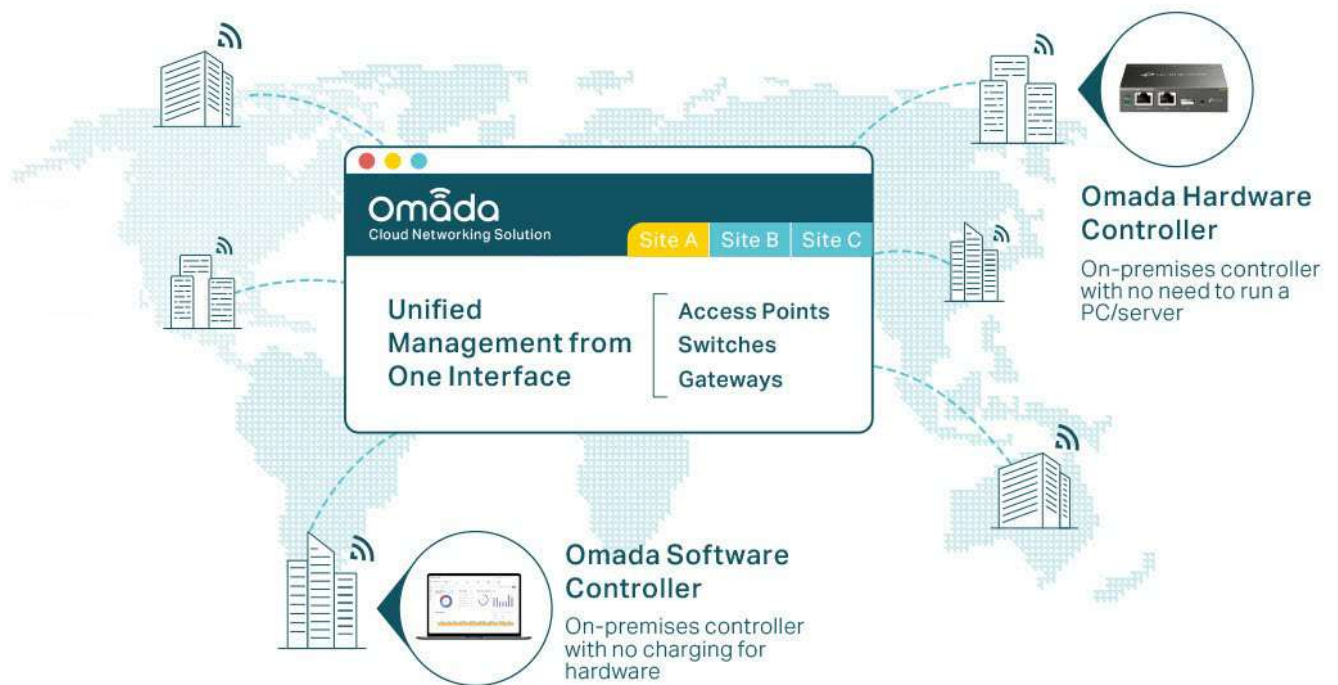 Omada
Cloud Networking Solution
Site A
Site B
Site C
Unified
Management from
One Interface
Access Points
Switches
Gateways
Omada Hardware
Controller
On-premises controller
with no need to run a
PC/server
Omada Software
Controller
On-premises controller
with no charging for
hardware